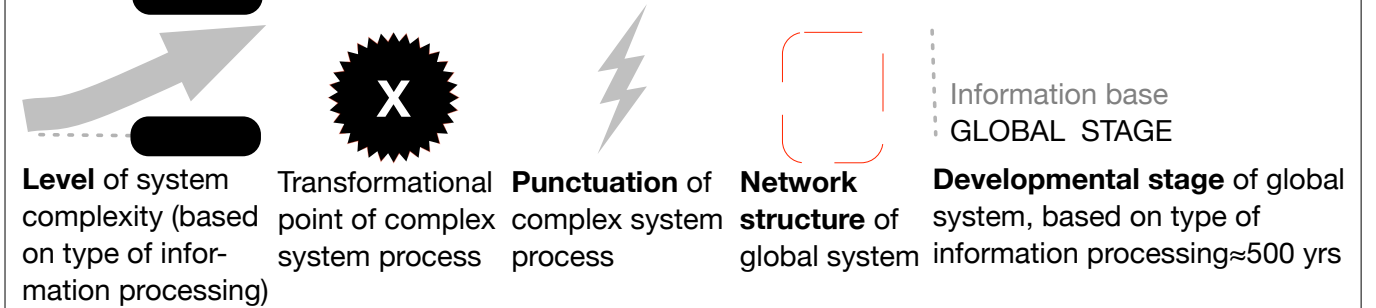 X
Information base
GLOBAL STAGE
Level of system
complexity (based
on type of infor-
mation processing)
Transformational
point of complex
system process
Punctuation of
complex system
process
Network
structure of
global system
Developmental stage of global
system, based on type of
information processing≈500 yrs